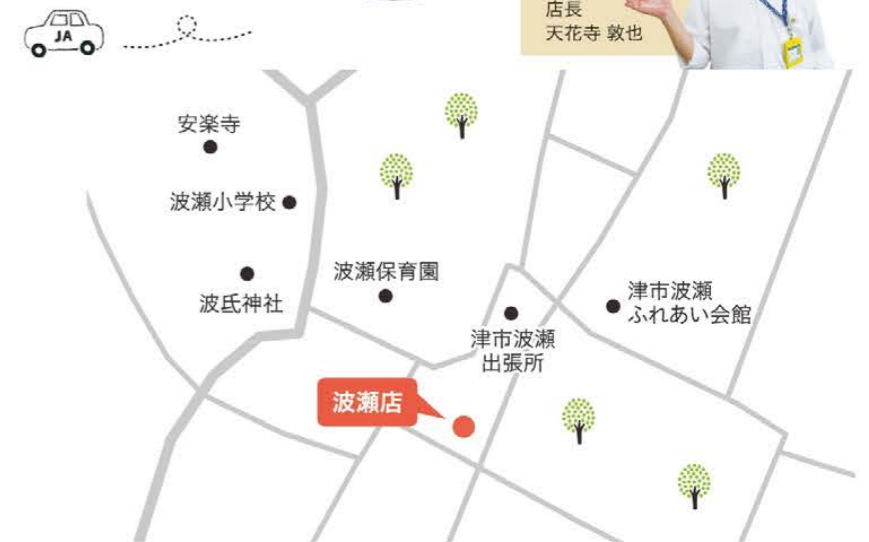 店長
天花寺 敦也
JA
安楽寺
波瀬小学校
波氐神社
波瀬保育園
津市波瀬
出張所
津市波瀬
ふれあい会館
波瀬店